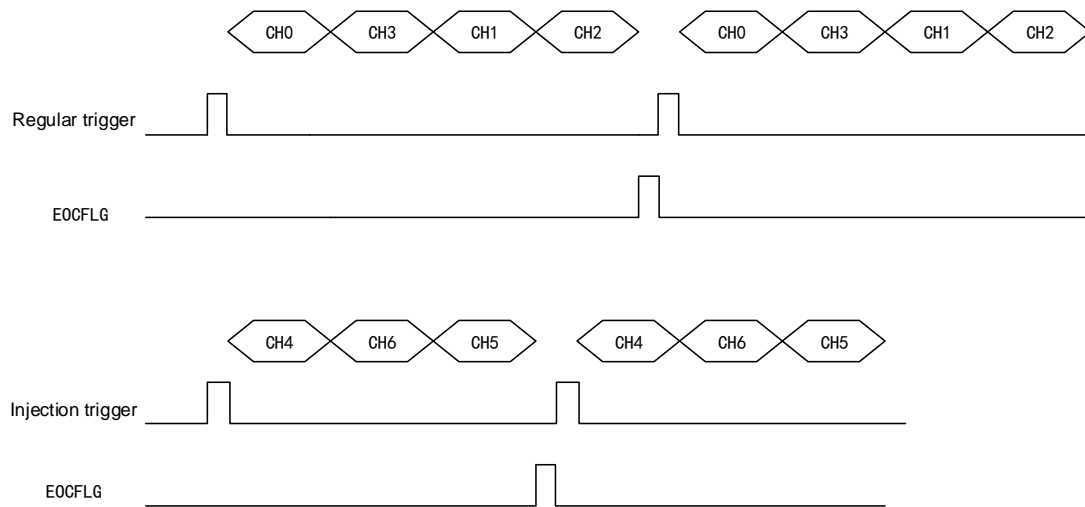 CH0 CH3 CH1 CH2 CH0 CH3 CH1 CH2
Regular trigger
EOCFLG
CH4 CH6 CH5 CH4 CH6 CH5
Injection trigger
EOCFLG